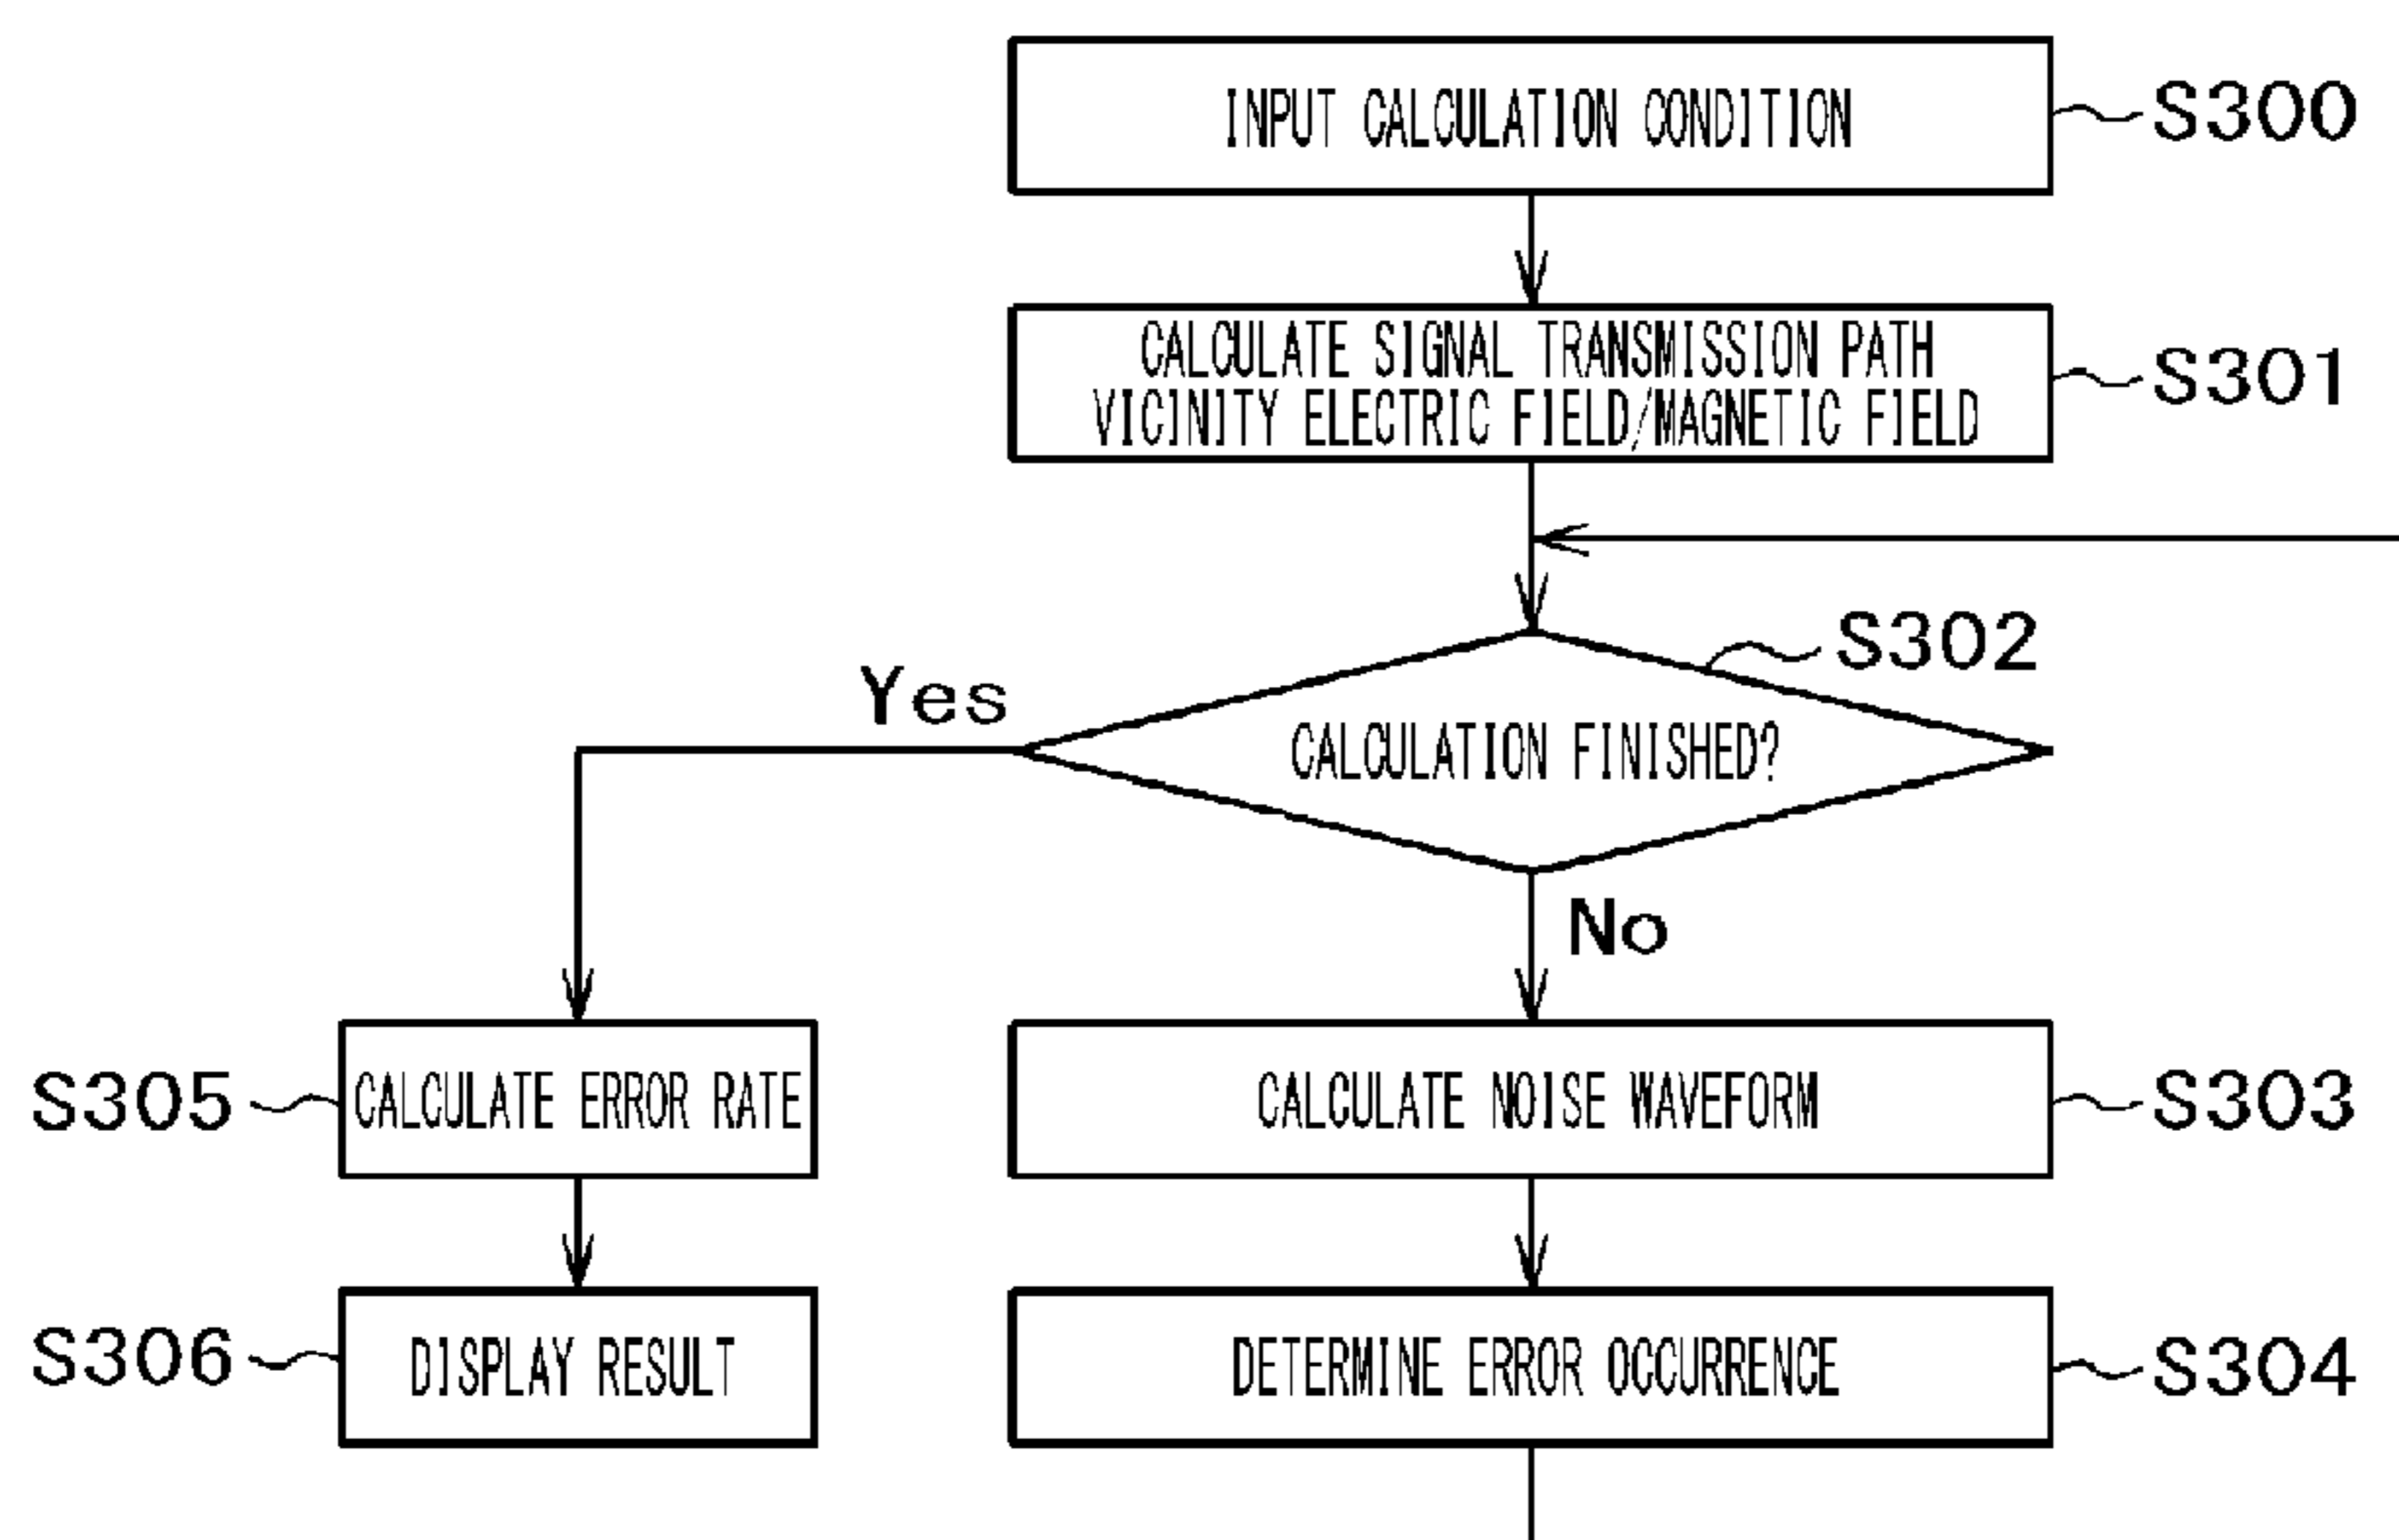 INPUT CALCULATION CONDITION
S300
CALCULATE SIGNAL TRANSMISSION PATH
VICINITY ELECTRIC FIELD/MAGNETIC FIELD
S301
S302
Yes
CALCULATION FINISHED?
No
S305
CALCULATE ERROR RATE
CALCULATE NOISE WAVEFORM
S303
S306
DISPLAY RESULT
DETERMINE ERROR OCCURRENCE
S304